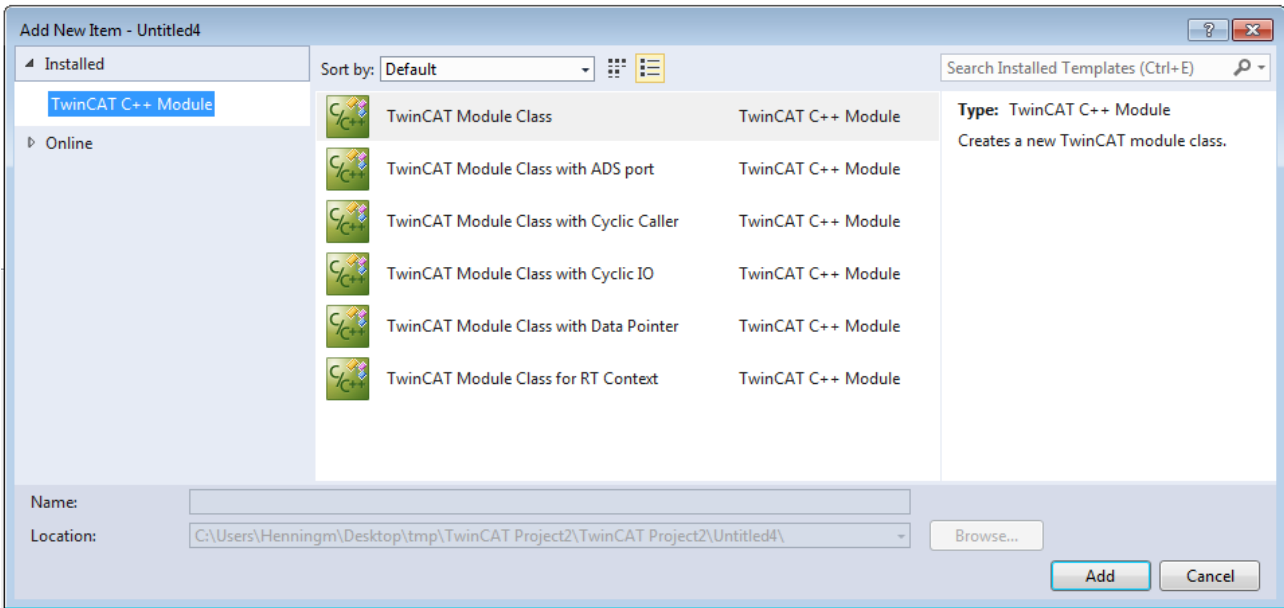 Add New Item - Untitled4
Installed
Sort by: Default
Search Installed Templates (Ctrl+E)
TwinCAT C++ Module
Online
TwinCAT Module Class TwinCAT C++ Module
TwinCAT Module Class with ADS port TwinCAT C++ Module
TwinCAT Module Class with Cyclic Caller TwinCAT C++ Module
TwinCAT Module Class with Cyclic IO TwinCAT C++ Module
TwinCAT Module Class with Data Pointer TwinCAT C++ Module
TwinCAT Module Class for RT Context TwinCAT C++ Module
Type: TwinCAT C++ Module
Creates a new TwinCAT module class.
Name:
Location: C:\Users\Henningm\Desktop\tmp\TwinCAT Project2\TwinCAT Project2\Untitled4\ Browse...
Add Cancel